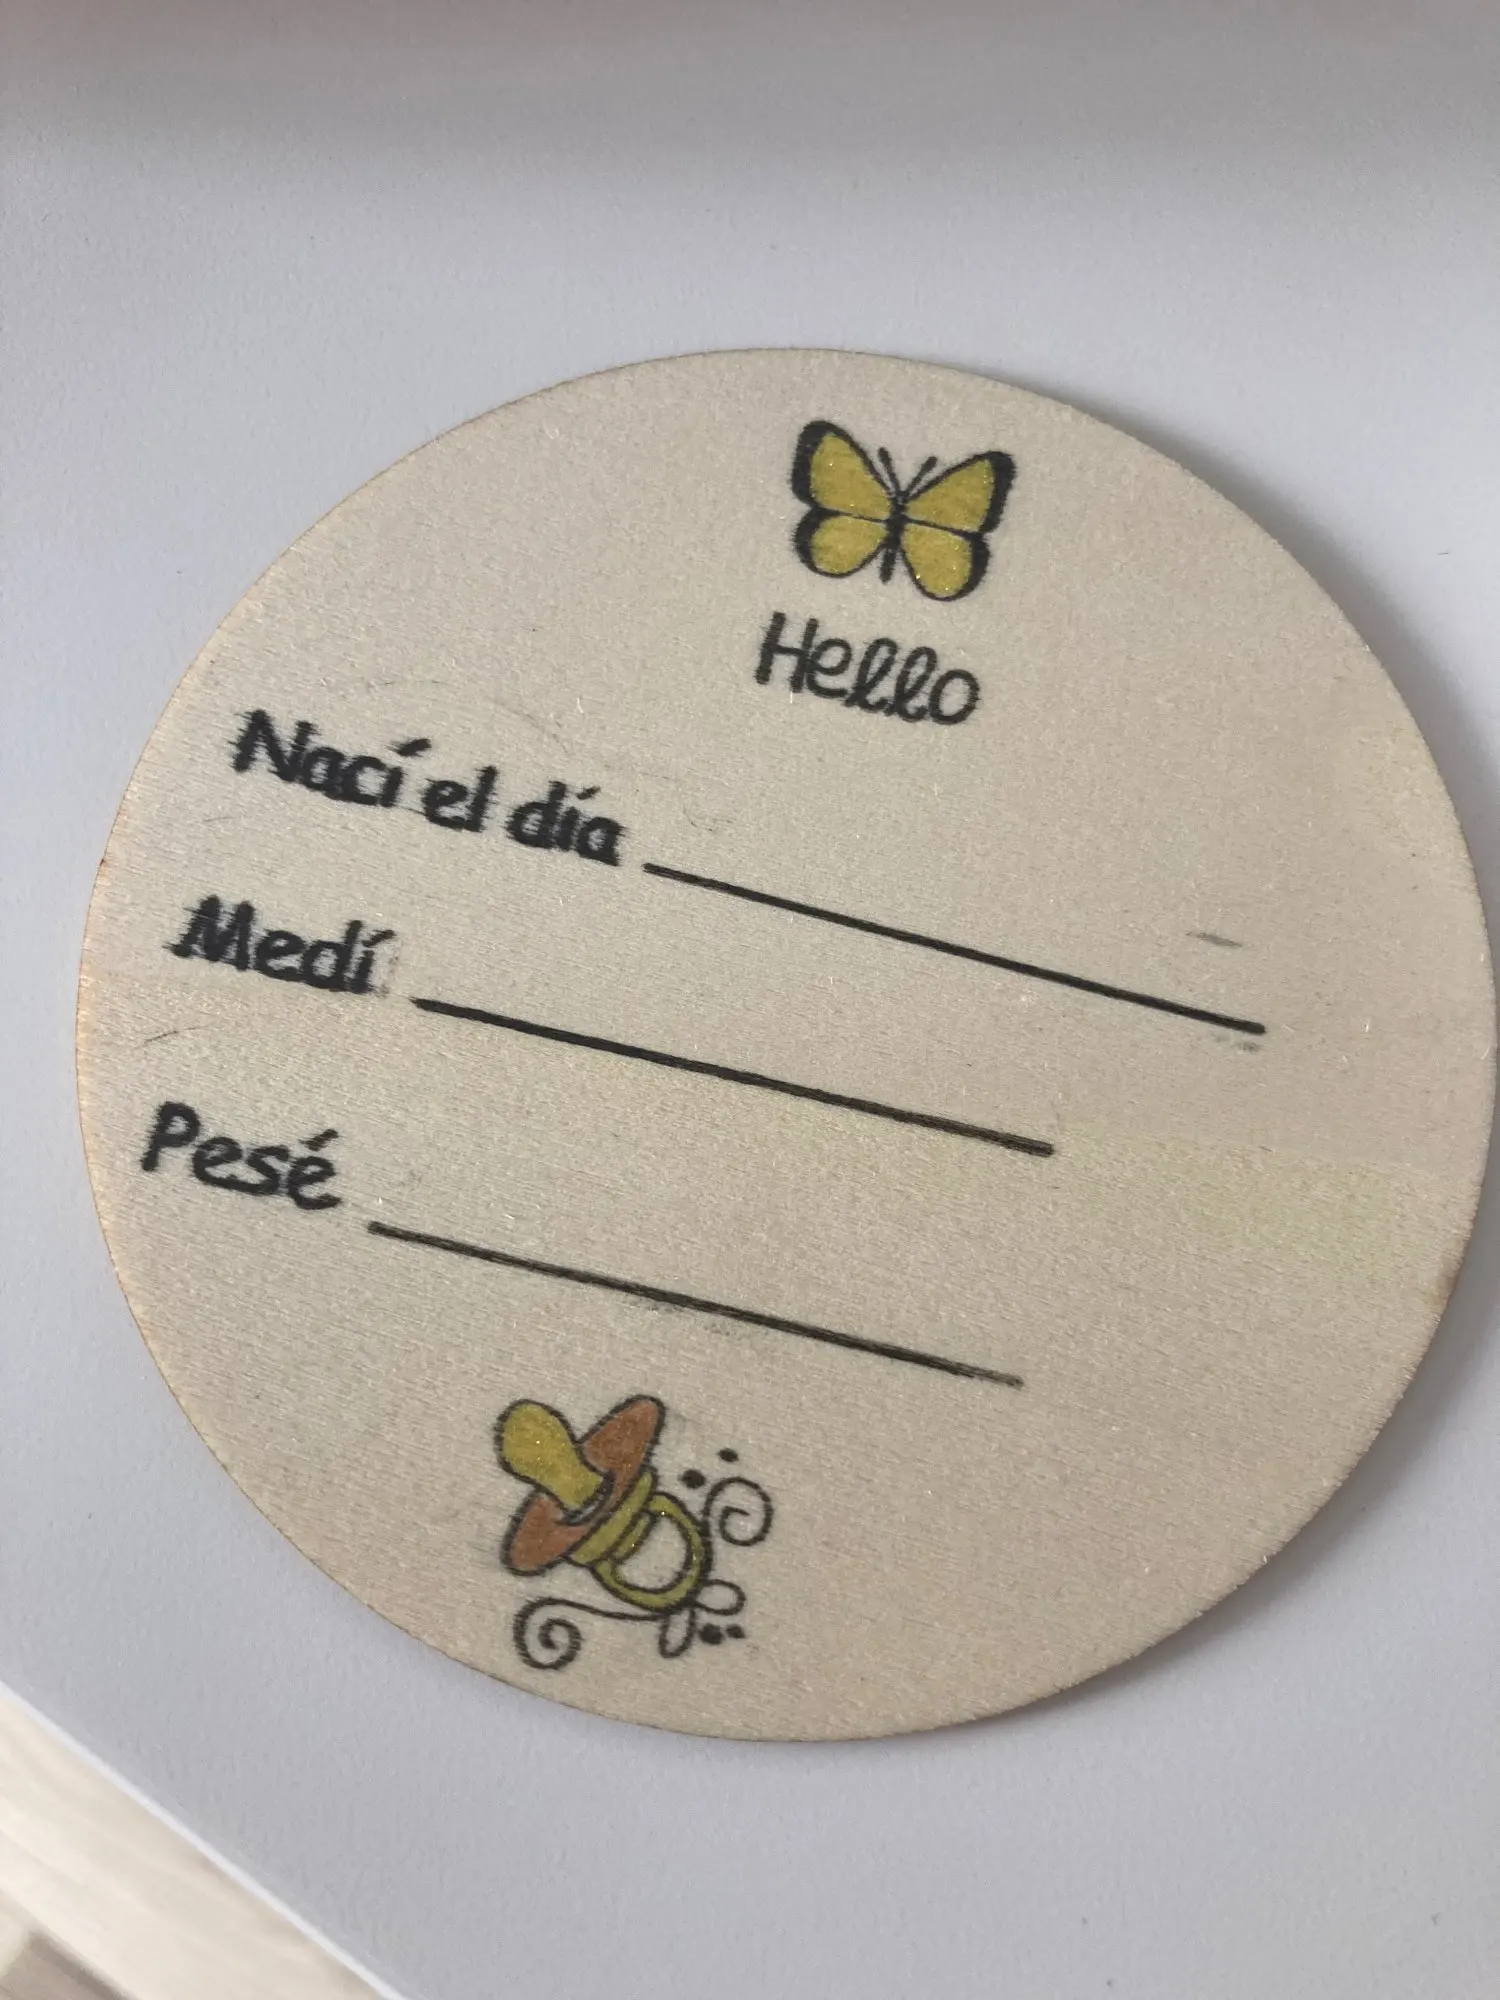 Hello
Nací el día
Medí
Pesé